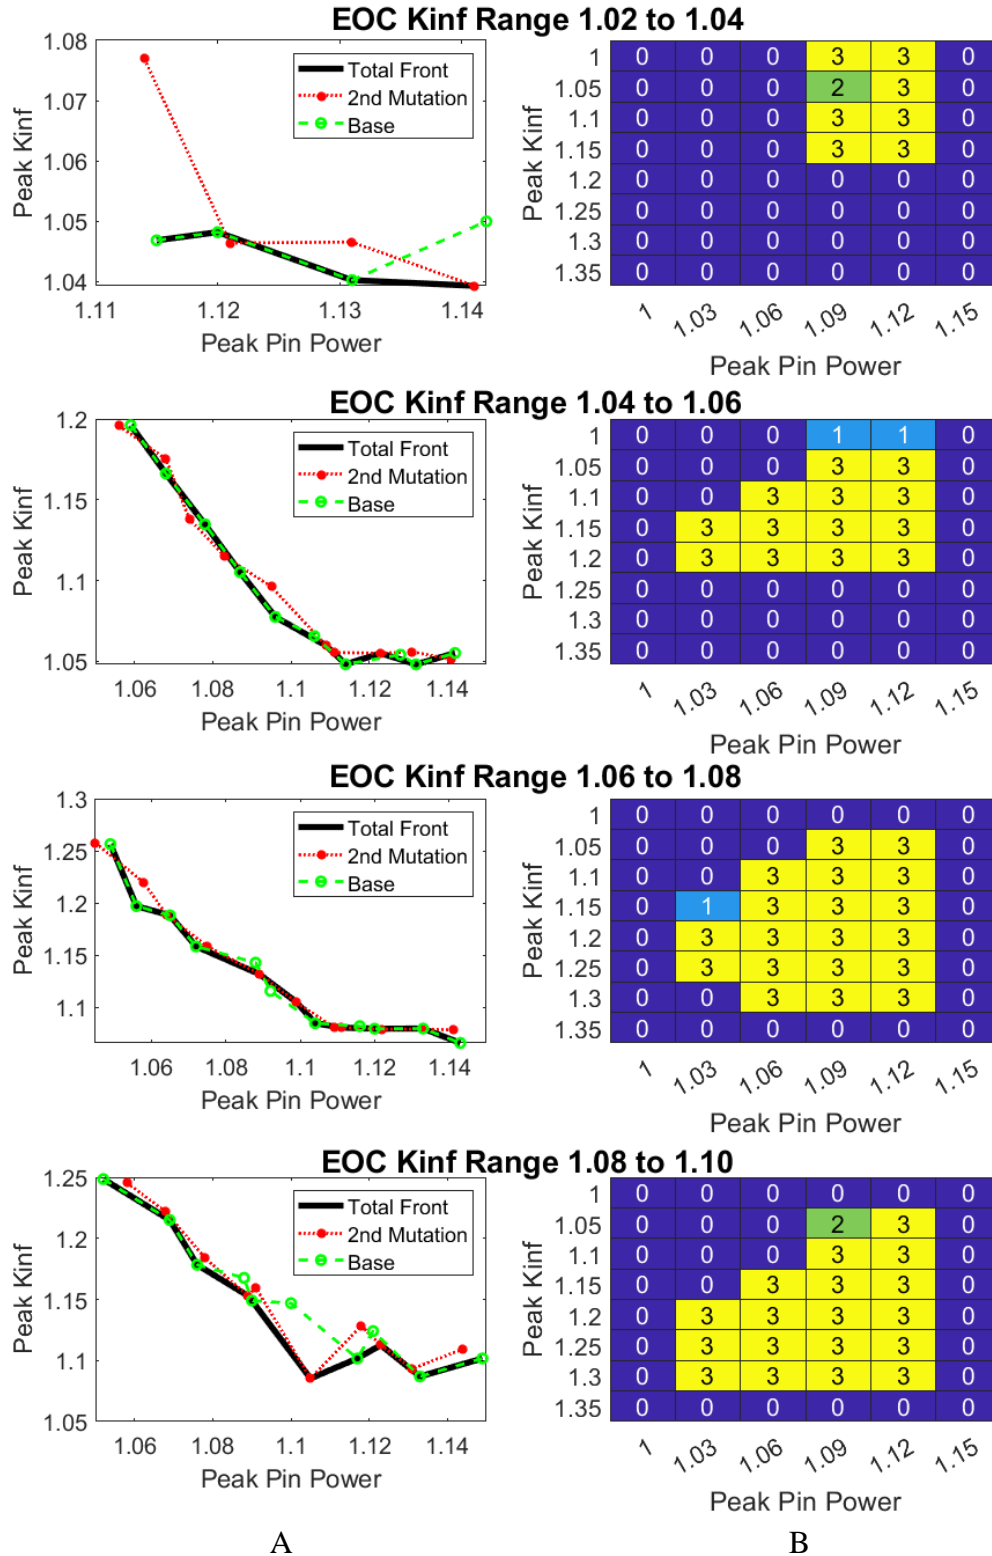 EOC Kinf Range 1.02 to 1.04
Peak Kinf
1.08
1.07
1.06
1.05
1.04
1.11 1.12 1.13 1.14
Peak Pin Power
Total Front
2nd Mutation
Base
Peak Kinf
1 0 0 0 3 3 0
1.05 0 0 0 2 3 0
1.1 0 0 0 3 3 0
1.15 0 0 0 3 3 0
1.2 0 0 0 0 0 0
1.25 0 0 0 0 0 0
1.3 0 0 0 0 0 0
1.35 0 0 0 0 0 0
1 1.03 1.06 1.09 1.12 1.15
Peak Pin Power
EOC Kinf Range 1.04 to 1.06
Peak Kinf
1.2
1.15
1.1
1.05
1.06 1.08 1.1 1.12 1.14
Peak Pin Power
Total Front
2nd Mutation
Base
Peak Kinf
1 0 0 0 1 1 0
1.05 0 0 0 3 3 0
1.1 0 0 3 3 3 0
1.15 0 3 3 3 3 0
1.2 0 3 3 3 3 0
1.25 0 0 0 0 0 0
1.3 0 0 0 0 0 0
1.35 0 0 0 0 0 0
1 1.03 1.06 1.09 1.12 1.15
Peak Pin Power
EOC Kinf Range 1.06 to 1.08
Peak Kinf
1.3
1.25
1.2
1.15
1.1
1.06 1.08 1.1 1.12 1.14
Peak Pin Power
Total Front
2nd Mutation
Base
Peak Kinf
1 0 0 0 0 0 0
1.05 0 0 0 3 3 0
1.1 0 0 3 3 3 0
1.15 0 1 3 3 3 0
1.2 0 3 3 3 3 0
1.25 0 3 3 3 3 0
1.3 0 0 3 3 3 0
1.35 0 0 0 0 0 0
1 1.03 1.06 1.09 1.12 1.15
Peak Pin Power
EOC Kinf Range 1.08 to 1.10
Peak Kinf
1.25
1.2
1.15
1.1
1.05
1.06 1.08 1.1 1.12 1.14
Peak Pin Power
Total Front
2nd Mutation
Base
Peak Kinf
1 0 0 0 0 0 0
1.05 0 0 0 2 3 0
1.1 0 0 0 3 3 0
1.15 0 0 3 3 3 0
1.2 0 3 3 3 3 0
1.25 0 3 3 3 3 0
1.3 0 3 3 3 3 0
1.35 0 0 0 0 0 0
1 1.03 1.06 1.09 1.12 1.15
Peak Pin Power
A
B